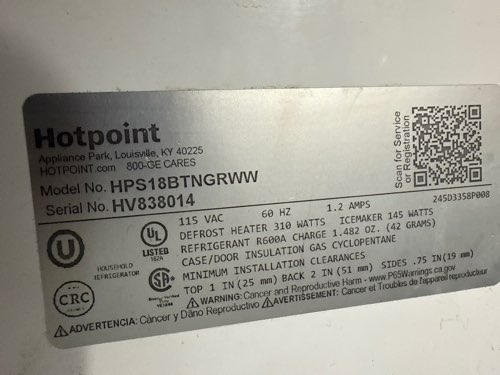 Hotpoint
Appliance Park, Louisville, KY 40225
HOTPOINT.com 800-GE CARES
Model No. HPS18BTNGRWW
Serial No. HV838014
Scan for Service
and Support
245D3358P008
115 VAC 60 HZ 1.2 AMPS
DEFROST HEATER 310 WATTS ICEMAKER 145 WATTS
REFRIGERANT R600A CHARGE 1.482 OZ. (42 GRAMS)
CASE/DOOR INSULATION GAS CYCLOPENTANE
MINIMUM INSTALLATION CLEARANCES
TOP 1 IN (25 mm) BACK 2 IN (51 mm) SIDES .75 IN (19 mm)
U
UL
LISTED
HOUSEHOLD
REFRIGERATOR
CRC
WARNING: Cancer and Reproductive Harm - www.P65Warnings.ca.gov
ADVERTENCIA: Cáncer y Daño Reproductivo AVERTISSEMENT: Cancer et Troubles de l'appareil reproducteur